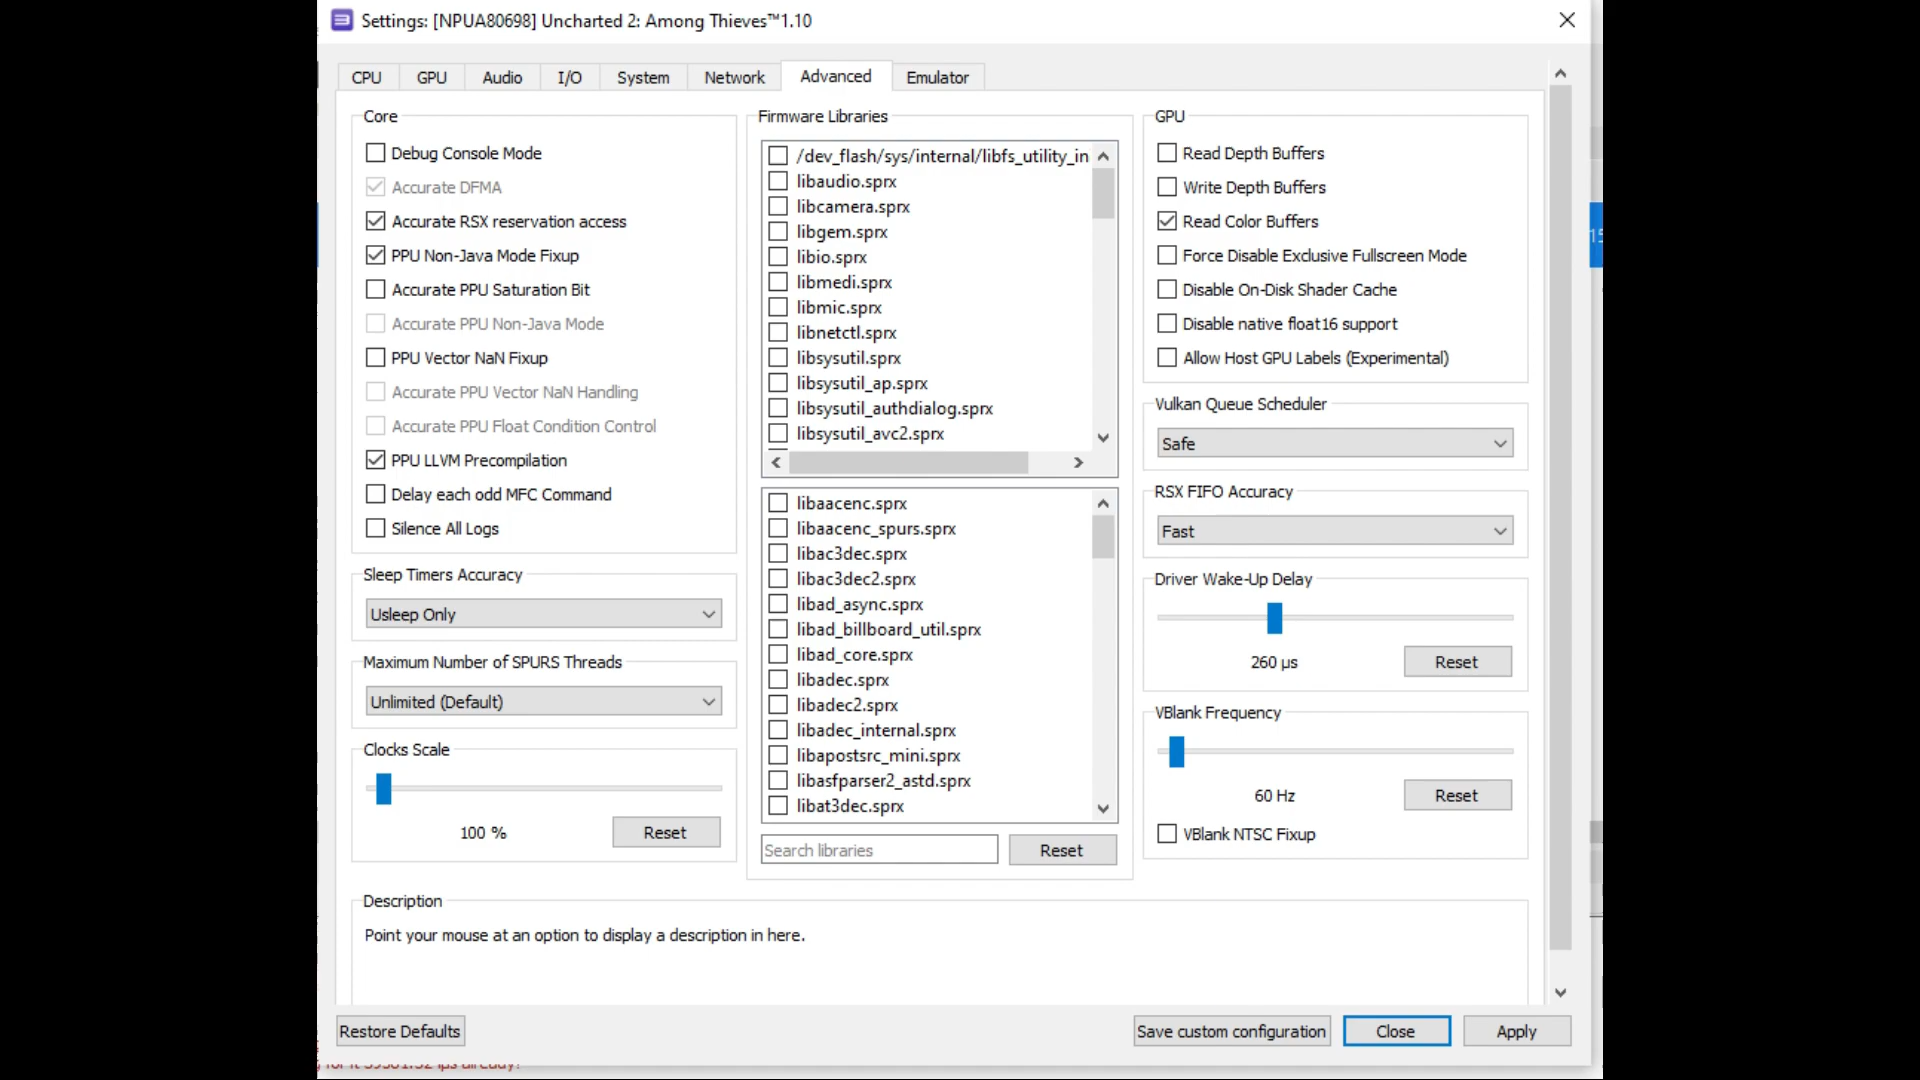 Settings: [NPUA80698] Uncharted 2: Among Thieves™1.10
CPU
GPU
Audio
I/O
System
Network
Advanced
Emulator
Core
Debug Console Mode
Accurate DFMA
Accurate RSX reservation access
PPU Non-Java Mode Fixup
Accurate PPU Saturation Bit
Accurate PPU Non-Java Mode
PPU Vector NaN Fixup
Accurate PPU Vector NaN Handling
Accurate PPU Float Condition Control
PPU LLVM Precompilation
Delay each odd MFC Command
Silence All Logs
Sleep Timers Accuracy
Usleep Only
Maximum Number of SPURS Threads
Unlimited (Default)
Clocks Scale
100 %
Reset
Firmware Libraries
/dev_flash/sys/internal/libfs_utility_in
libaudio.sprx
libcamera.sprx
libgem.sprx
libio.sprx
libmedi.sprx
libmic.sprx
libnetctl.sprx
libsysutil.sprx
libsysutil_ap.sprx
libsysutil_authdialog.sprx
libsysutil_avc2.sprx
libaacenc.sprx
libaacenc_spurs.sprx
libac3dec.sprx
libac3dec2.sprx
libad_async.sprx
libad_billboard_util.sprx
libad_core.sprx
libadec.sprx
libadec2.sprx
libadec_internal.sprx
libapostsrc_mini.sprx
libasfparser2_astd.sprx
libat3dec.sprx
Search libraries
Reset
GPU
Read Depth Buffers
Write Depth Buffers
Read Color Buffers
Force Disable Exclusive Fullscreen Mode
Disable On-Disk Shader Cache
Disable native float16 support
Allow Host GPU Labels (Experimental)
Vulkan Queue Scheduler
Safe
RSX FIFO Accuracy
Fast
Driver Wake-Up Delay
260 µs
Reset
VBlank Frequency
60 Hz
Reset
VBlank NTSC Fixup
Description
Point your mouse at an option to display a description in here.
Restore Defaults
Save custom configuration
Close
Apply